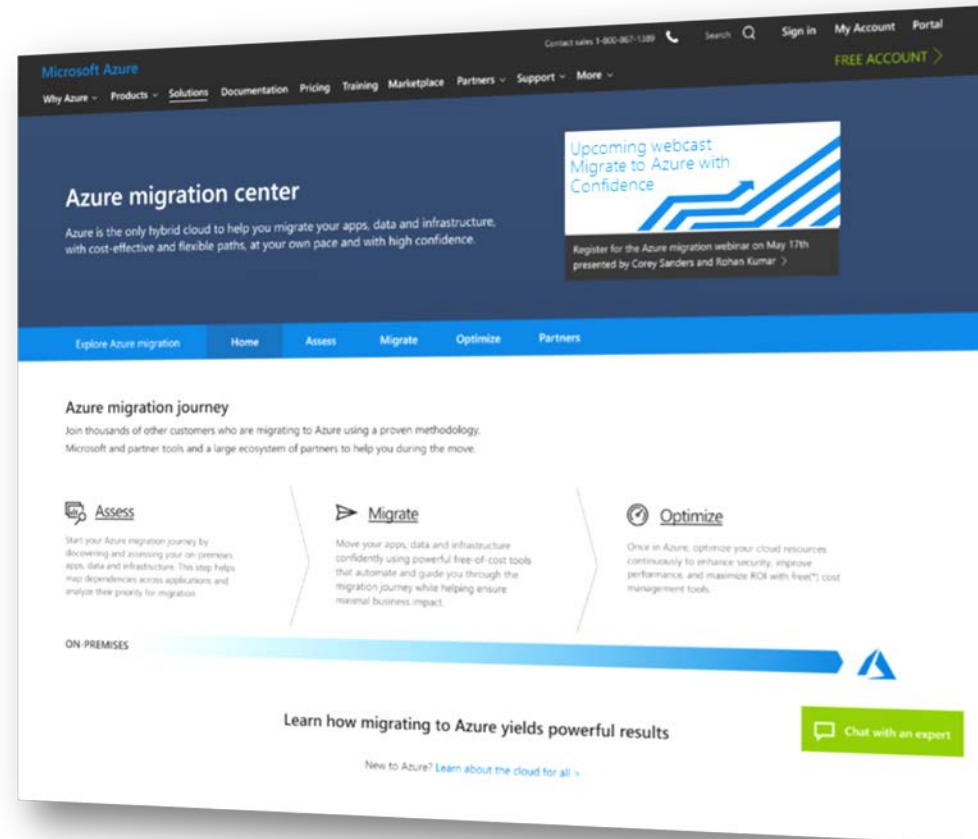 Contact sales 1-800-867-1389 Search Sign in My Account Portal
Microsoft Azure FREE ACCOUNT >
Why Azure Products Solutions Documentation Pricing Training Marketplace Partners Support More
Upcoming webcast
Migrate to Azure with
Confidence
Azure migration center
Azure is the only hybrid cloud to help you migrate your apps, data and infrastructure,
with cost-effective and flexible paths, at your own pace and with high confidence.
Register for the Azure migration webinar on May 17th
presented by Corey Sanders and Rohan Kumar >
Explore Azure migration Home Assess Migrate Optimize Partners
Azure migration journey
Join thousands of other customers who are migrating to Azure using a proven methodology,
Microsoft and partner tools and a large ecosystem of partners to help you during the move.
Assess
Start your Azure migration journey by
discovering and assessing your on-premises
apps, data and infrastructure. This step helps
map dependencies across applications and
analyze their priority for migration.
Migrate
Move your apps, data and infrastructure
confidently using powerful free-of-cost tools
that automate and guide you through the
migration journey while helping ensure
minimal business impact.
Optimize
Once in Azure, optimize your cloud resources
continuously to enhance security, improve
performance, and maximize ROI with free(*) cost
management tools.
ON-PREMISES
Learn how migrating to Azure yields powerful results
Chat with an expert
New to Azure? Learn about the cloud for all >